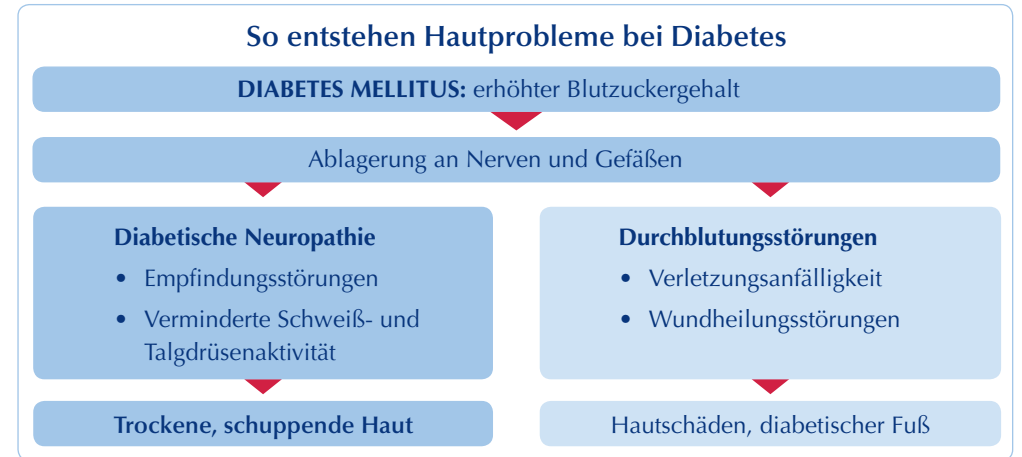 So entstehen Hautprobleme bei Diabetes
DIABETES MELLITUS: erhöhter Blutzuckergehalt
Ablagerung an Nerven und Gefäßen
Diabetische Neuropathie
• Empfindungsstörungen
• Verminderte Schweiß- und
Talgdrüsenaktivität
Trockene, schuppende Haut
Durchblutungsstörungen
• Verletzungsanfälligkeit
• Wundheilungsstörungen
Hautschäden, diabetischer Fuß